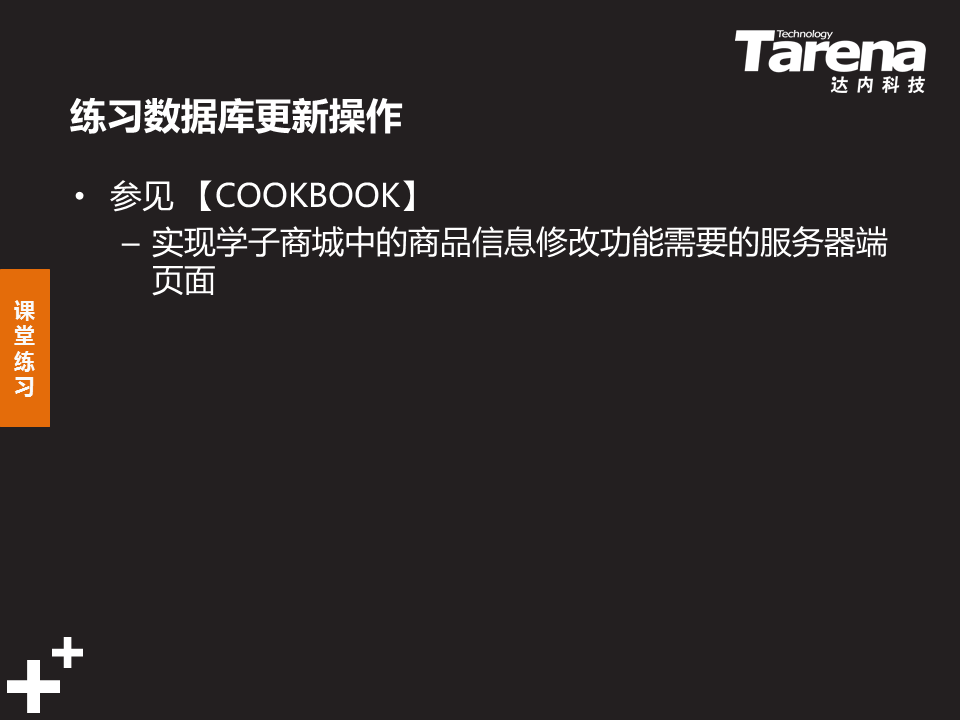 Technology
Tarena
达内科技
练习数据库更新操作
• 参见 【COOKBOOK】
– 实现学子商城中的商品信息修改功能需要的服务器端
页面
课
堂
练
习